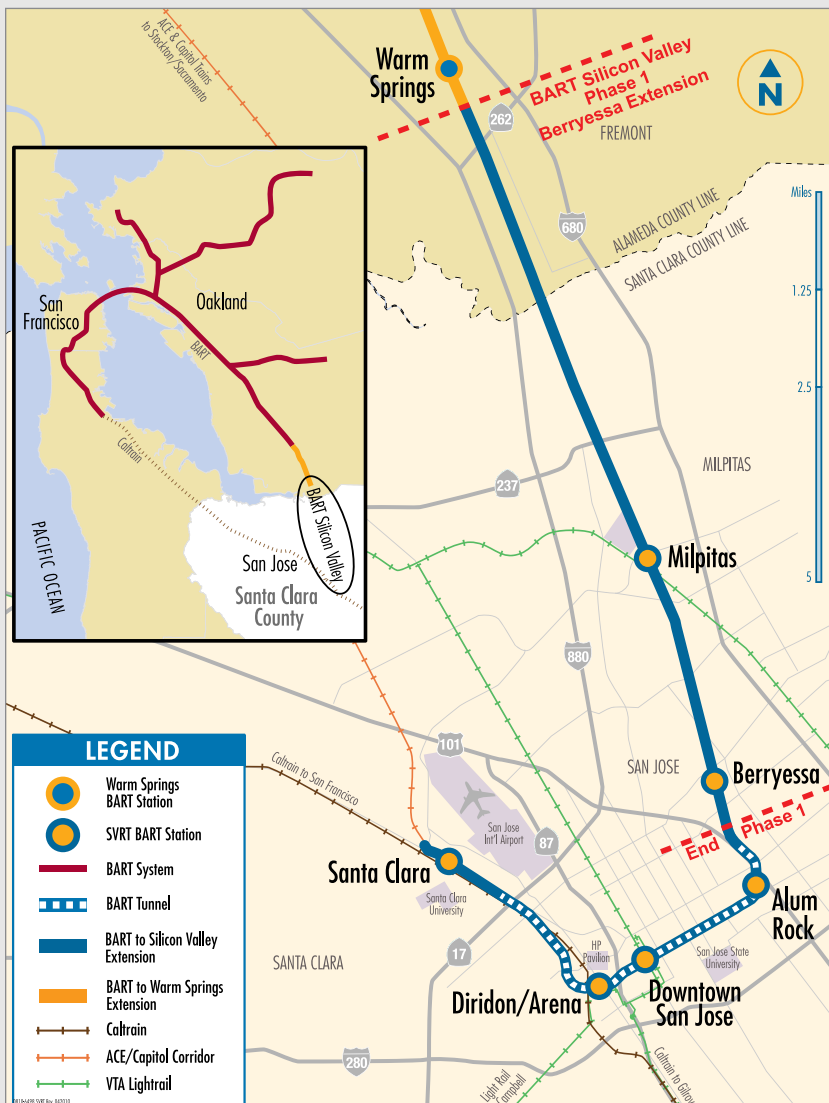 ACE & Capitol Trains
to Stockton/Sacramento
Warm
Springs
BART Silicon Valley
Phase 1
Berryessa Extension
N
262
FREMONT
680
ALAMEDA COUNTY LINE
SANTA CLARA COUNTY LINE
Miles
1.25
2.5
5
San
Francisco
Oakland
BART
Caltrain
BART Silicon Valley
PACIFIC OCEAN
San Jose
Santa Clara
County
237
MILPITAS
Milpitas
880
101
SAN JOSE
Berryessa
End Phase 1
Caltrain to San Francisco
San Jose
Int'l Airport
87
Santa Clara
Santa Clara
University
Alum
Rock
17
SANTA CLARA
HP
Pavilion
San Jose State
University
Diridon/Arena
Downtown
San Jose
280
Light Rail
Campbell
Caltrain to Gilroy
LEGEND
Warm Springs
BART Station
SVRT BART Station
BART System
BART Tunnel
BART to Silicon Valley
Extension
BART to Warm Springs
Extension
Caltrain
ACE/Capitol Corridor
VTA Lightrail